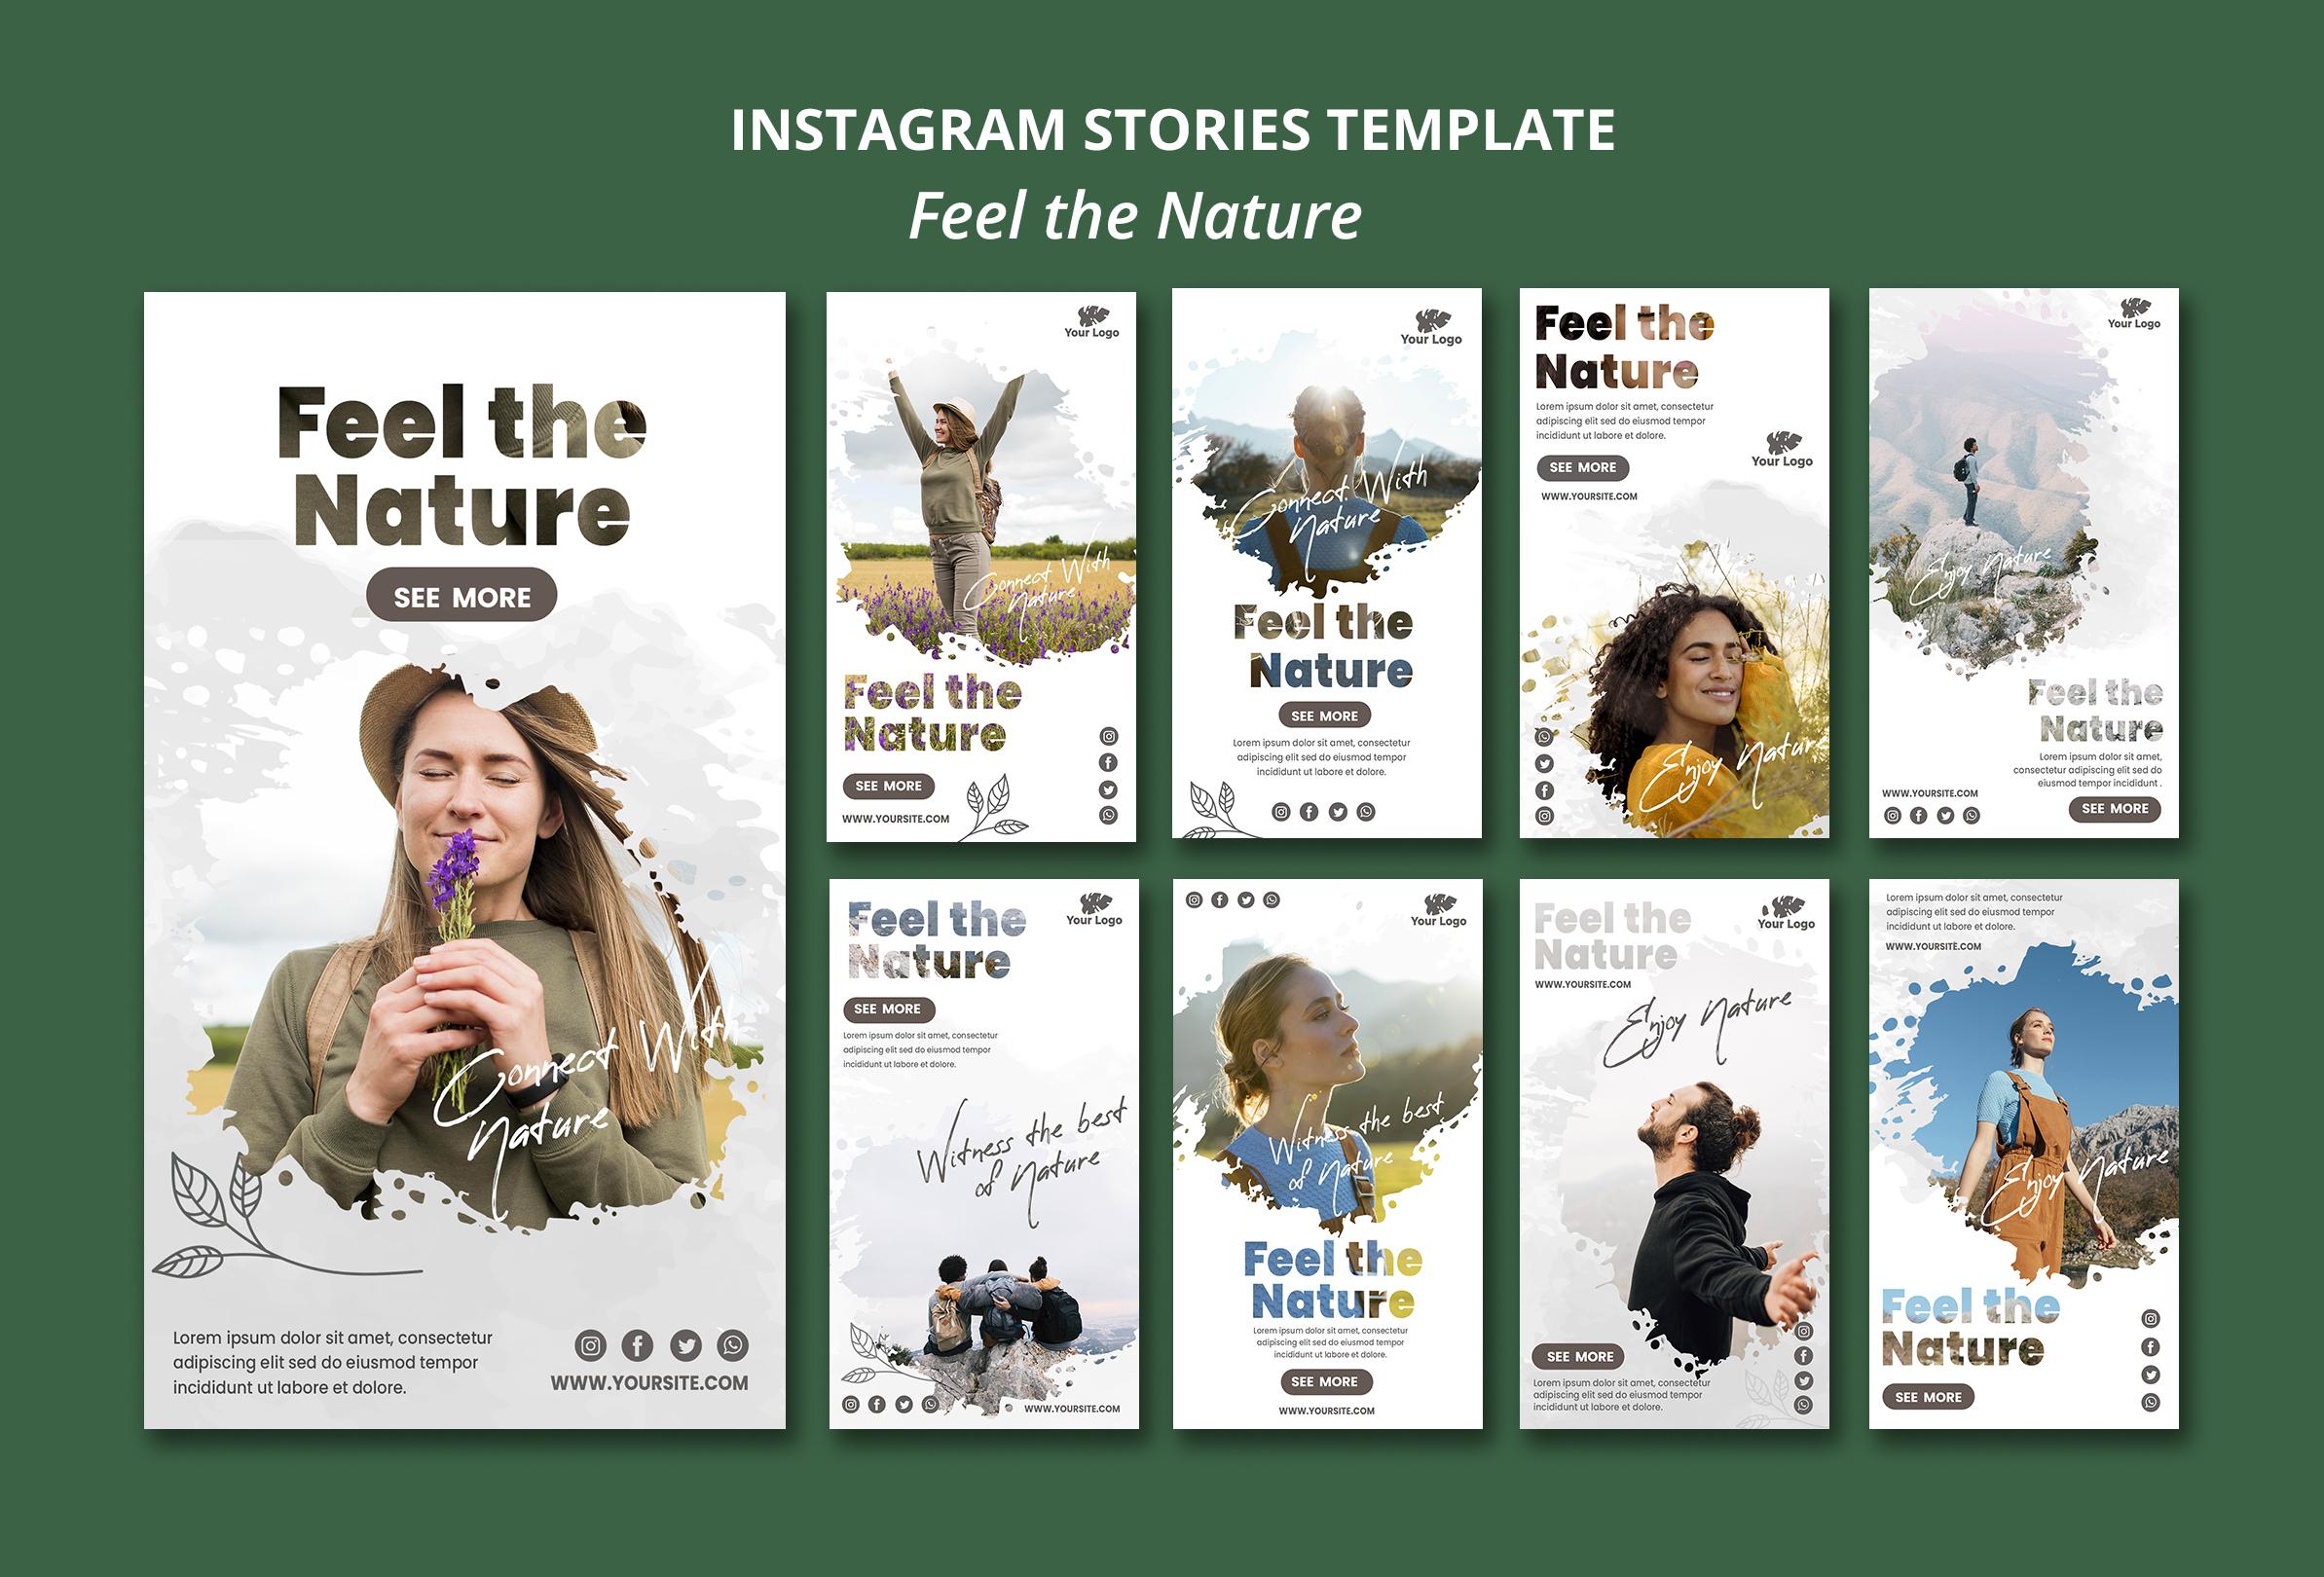 INSTAGRAM STORIES TEMPLATE
Feel the Nature
Feel the
Nature
SEE MORE
Connect With
Nature
Lorem ipsum dolor sit amet, consectetur
adipiscing elit sed do eiusmod tempor
incididunt ut labore et dolore.
WWW.YOURSITE.COM
Your Logo
Connect With
Nature
Feel the
Nature
SEE MORE
WWW.YOURSITE.COM
Your Logo
Connect With
Nature
Feel the
Nature
SEE MORE
Lorem ipsum dolor sit amet, consectetur
adipiscing elit sed do eiusmod tempor
incididunt ut labore et dolore.
Feel the
Nature
Lorem ipsum dolor sit amet, consectetur
adipiscing elit sed do eiusmod tempor
incididunt ut labore et dolore.
Your Logo
SEE MORE
WWW.YOURSITE.COM
Enjoy Nature
Your Logo
Enjoy Nature
Feel the
Nature
Lorem ipsum dolor sit amet,
consectetur adipiscing elit sed do
eiusmod tempor incididunt .
WWW.YOURSITE.COM
SEE MORE
Feel the
Nature
Your Logo
SEE MORE
Lorem ipsum dolor sit amet, consectetur
adipiscing elit sed do eiusmod tempor
incididunt ut labore et dolore.
Witness the best
of Nature
WWW.YOURSITE.COM
Your Logo
Witness the best
of Nature
Feel the
Nature
Lorem ipsum dolor sit amet, consectetur
adipiscing elit sed do eiusmod tempor
incididunt ut labore et dolore.
SEE MORE
WWW.YOURSITE.COM
Feel the
Nature
Your Logo
WWW.YOURSITE.COM
Enjoy Nature
SEE MORE
Lorem ipsum dolor sit amet, consectetur
adipiscing elit sed do eiusmod tempor
incididunt ut labore et dolore.
Lorem ipsum dolor sit amet, consectetur
adipiscing elit sed do eiusmod tempor
incididunt ut labore et dolore.
WWW.YOURSITE.COM
Enjoy Nature
Feel the
Nature
SEE MORE